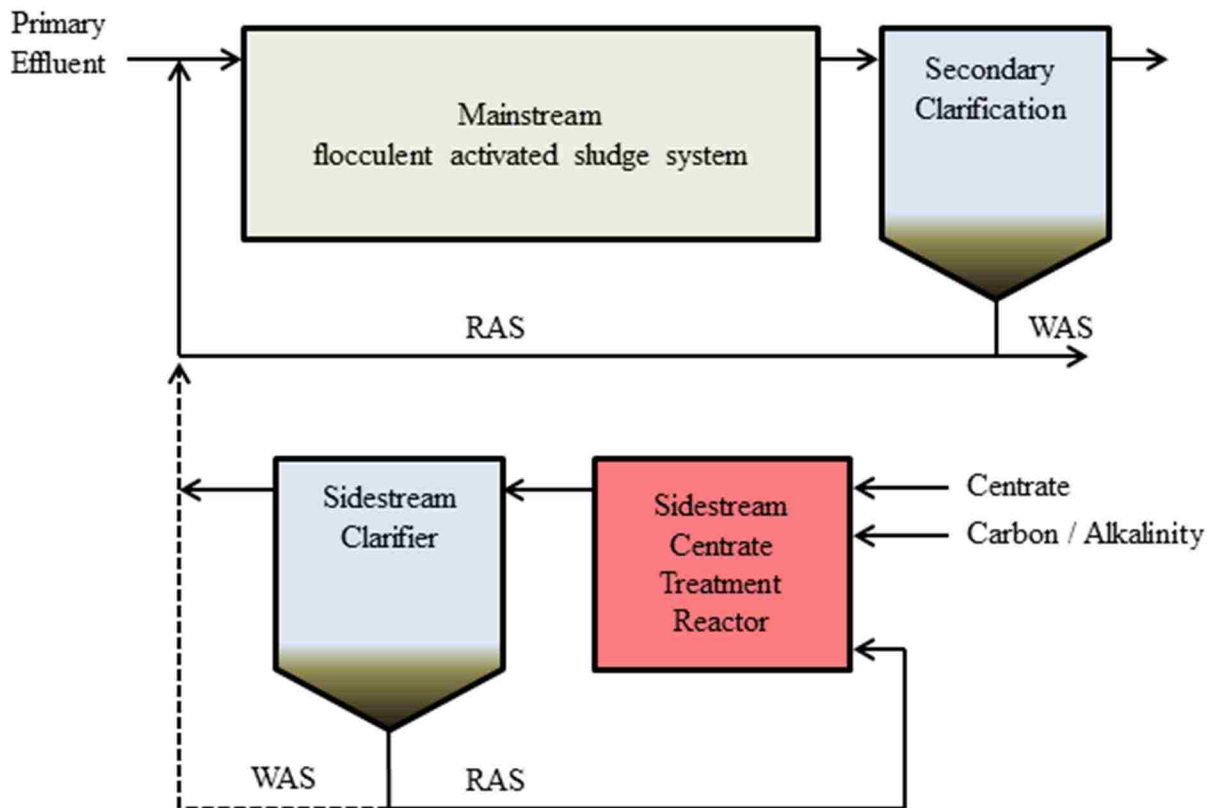 Primary
Effluent
Mainstream
flocculent activated sludge system
Secondary
Clarification
RAS
WAS
Sidestream
Clarifier
Sidestream
Centrate
Treatment
Reactor
Centrate
Carbon / Alkalinity
WAS
RAS